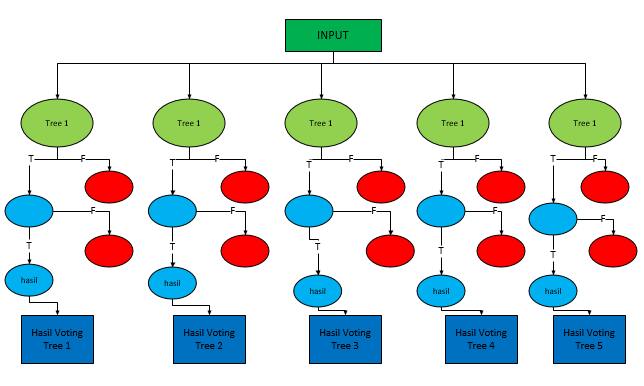 INPUT
Tree 1
Tree 1
Tree 1
Tree 1
Tree 1
T
F
T
F
T
F
T
F
T
F
F
F
F
F
F
T
T
T
T
T
hasil
hasil
hasil
hasil
hasil
Hasil Voting
Tree 1
Hasil Voting
Tree 2
Hasil Voting
Tree 3
Hasil Voting
Tree 4
Hasil Voting
Tree 5